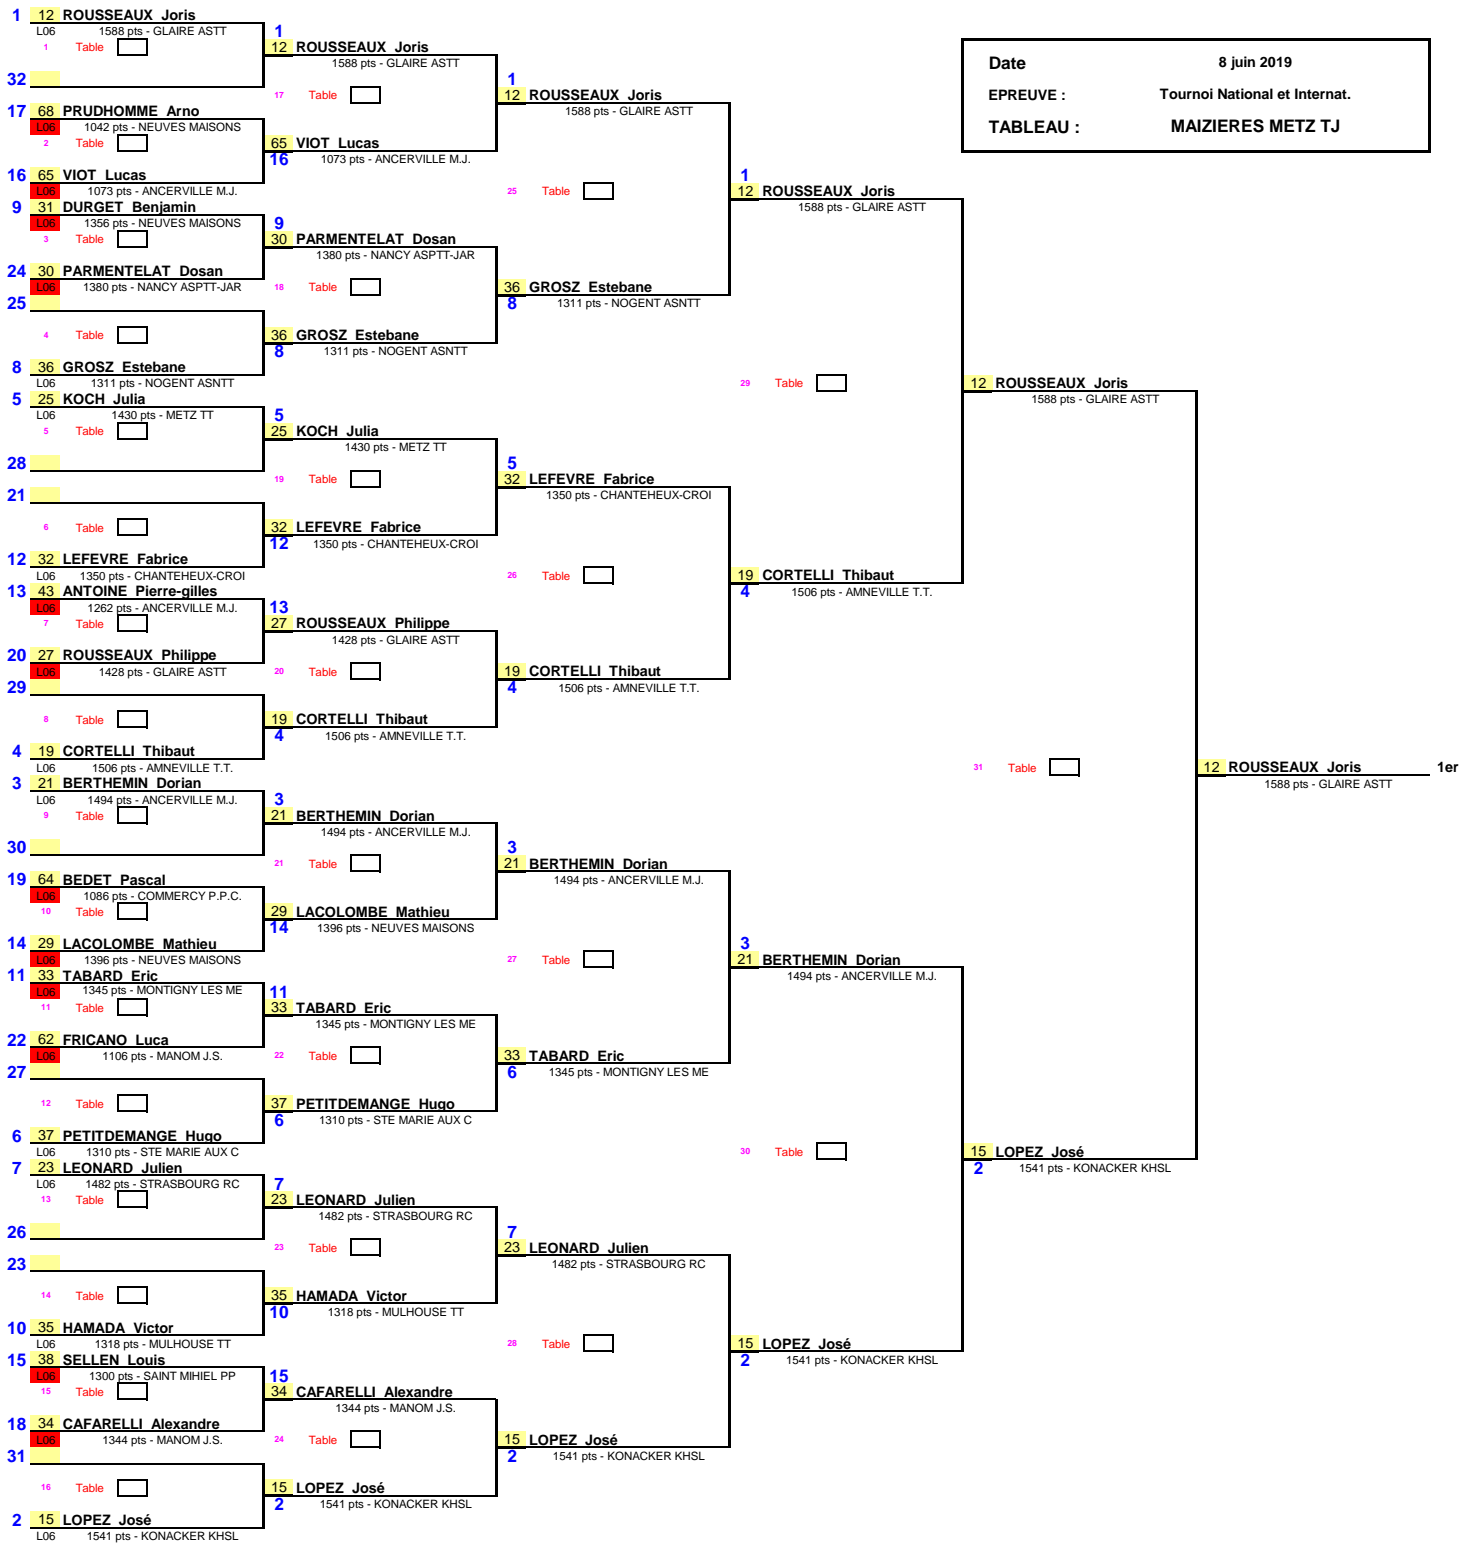 Date 8 juin 2019
EPREUVE : Tournoi National et Internat.
TABLEAU : MAIZIERES METZ TJ
1 12 ROUSSEAUX Joris
L06 1588 pts - GLAIRE ASTT
1 Table
32
17 68 PRUDHOMME Arno
L06 1042 pts - NEUVES MAISONS
2 Table
16 65 VIOT Lucas
L06 1073 pts - ANCERVILLE M.J.
9 31 DURGET Benjamin
L06 1356 pts - NEUVES MAISONS
3 Table
24 30 PARMENTELAT Dosan
L06 1380 pts - NANCY ASPTT-JAR
25
4 Table
8 36 GROSZ Estebane
L06 1311 pts - NOGENT ASNTT
5 25 KOCH Julia
L06 1430 pts - METZ TT
5 Table
28
21
6 Table
12 32 LEFEVRE Fabrice
L06 1350 pts - CHANTEHEUX-CROI
13 43 ANTOINE Pierre-gilles
L06 1262 pts - ANCERVILLE M.J.
7 Table
20 27 ROUSSEAUX Philippe
L06 1428 pts - GLAIRE ASTT
29
8 Table
4 19 CORTELLI Thibaut
L06 1506 pts - AMNEVILLE T.T.
3 21 BERTHEMIN Dorian
L06 1494 pts - ANCERVILLE M.J.
9 Table
30
19 64 BEDET Pascal
L06 1086 pts - COMMERCY P.P.C.
10 Table
14 29 LACOLOMBE Mathieu
L06 1396 pts - NEUVES MAISONS
11 33 TABARD Eric
L06 1345 pts - MONTIGNY LES ME
11 Table
22 62 FRICANO Luca
L06 1106 pts - MANOM J.S.
27
12 Table
6 37 PETITDEMANGE Hugo
L06 1310 pts - STE MARIE AUX C
7 23 LEONARD Julien
L06 1482 pts - STRASBOURG RC
13 Table
26
23
14 Table
10 35 HAMADA Victor
L06 1318 pts - MULHOUSE TT
15 38 SELLEN Louis
L06 1300 pts - SAINT MIHIEL PP
15 Table
18 34 CAFARELLI Alexandre
L06 1344 pts - MANOM J.S.
31
16 Table
2 15 LOPEZ José
L06 1541 pts - KONACKER KHSL
1
12 ROUSSEAUX Joris
1588 pts - GLAIRE ASTT
17 Table
65 VIOT Lucas
16 1073 pts - ANCERVILLE M.J.
9
30 PARMENTELAT Dosan
1380 pts - NANCY ASPTT-JAR
18 Table
36 GROSZ Estebane
8 1311 pts - NOGENT ASNTT
5
25 KOCH Julia
1430 pts - METZ TT
19 Table
32 LEFEVRE Fabrice
12 1350 pts - CHANTEHEUX-CROI
13
27 ROUSSEAUX Philippe
1428 pts - GLAIRE ASTT
20 Table
19 CORTELLI Thibaut
4 1506 pts - AMNEVILLE T.T.
3
21 BERTHEMIN Dorian
1494 pts - ANCERVILLE M.J.
21 Table
29 LACOLOMBE Mathieu
14 1396 pts - NEUVES MAISONS
11
33 TABARD Eric
1345 pts - MONTIGNY LES ME
22 Table
37 PETITDEMANGE Hugo
6 1310 pts - STE MARIE AUX C
7
23 LEONARD Julien
1482 pts - STRASBOURG RC
23 Table
35 HAMADA Victor
10 1318 pts - MULHOUSE TT
15
34 CAFARELLI Alexandre
1344 pts - MANOM J.S.
24 Table
15 LOPEZ José
2 1541 pts - KONACKER KHSL
1
12 ROUSSEAUX Joris
1588 pts - GLAIRE ASTT
25 Table
36 GROSZ Estebane
8 1311 pts - NOGENT ASNTT
5
32 LEFEVRE Fabrice
1350 pts - CHANTEHEUX-CROI
26 Table
19 CORTELLI Thibaut
4 1506 pts - AMNEVILLE T.T.
3
21 BERTHEMIN Dorian
1494 pts - ANCERVILLE M.J.
27 Table
33 TABARD Eric
6 1345 pts - MONTIGNY LES ME
7
23 LEONARD Julien
1482 pts - STRASBOURG RC
28 Table
15 LOPEZ José
2 1541 pts - KONACKER KHSL
1
12 ROUSSEAUX Joris
1588 pts - GLAIRE ASTT
29 Table
19 CORTELLI Thibaut
4 1506 pts - AMNEVILLE T.T.
3
21 BERTHEMIN Dorian
1494 pts - ANCERVILLE M.J.
30 Table
15 LOPEZ José
2 1541 pts - KONACKER KHSL
12 ROUSSEAUX Joris
1588 pts - GLAIRE ASTT
31 Table
15 LOPEZ José
2 1541 pts - KONACKER KHSL
12 ROUSSEAUX Joris 1er
1588 pts - GLAIRE ASTT